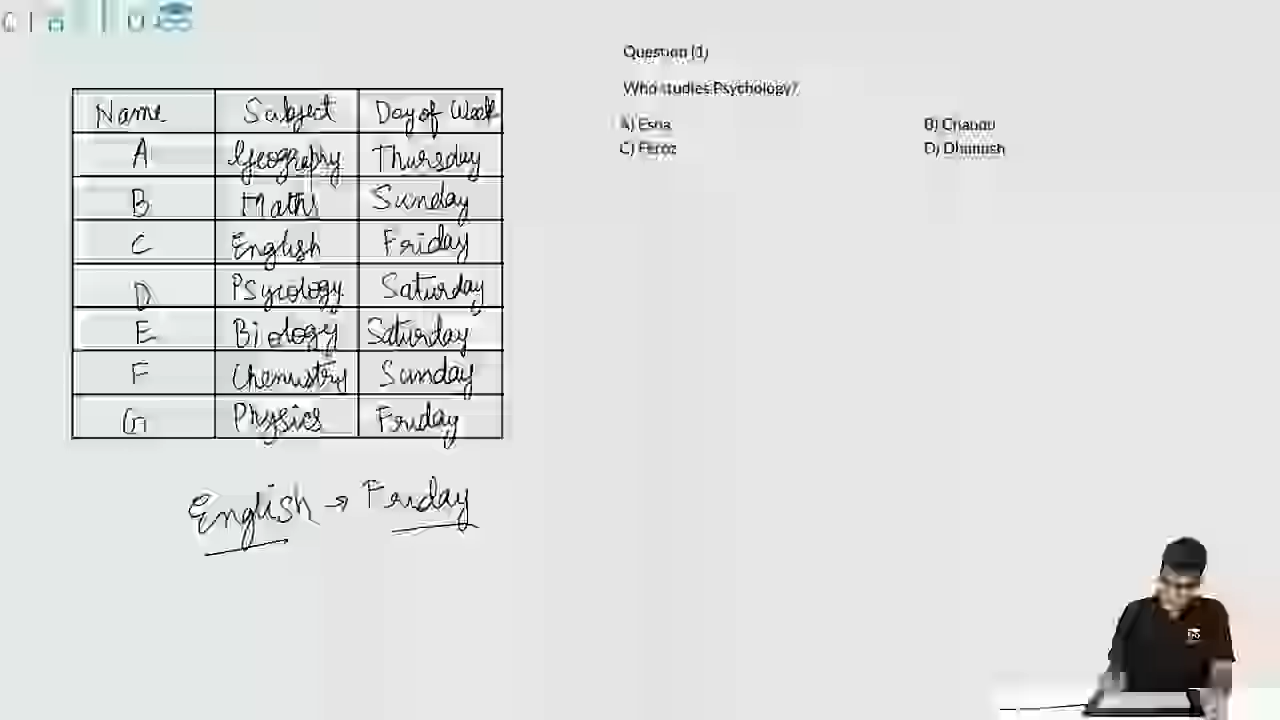 Name Subject Day of Week
A Geography Thursday
B Maths Sunday
C English Friday
D Psycology Saturday
E Biology Saturday
F Chemistry Sunday
G Physics Friday
English → Friday
Question (1)
Who studies Psychology?
A) Esha B) Chandu
C) Feroz D) Dhanush